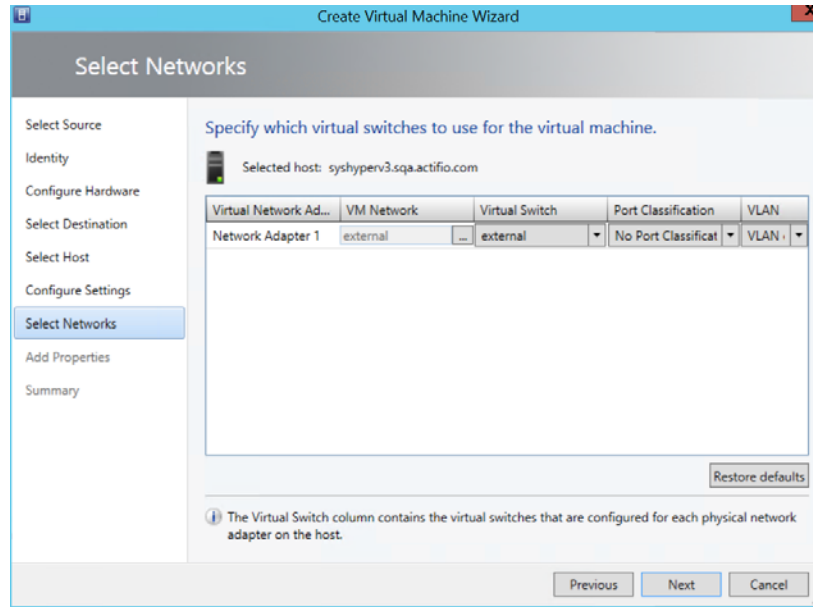 Create Virtual Machine Wizard
X
Select Networks
Select Source
Identity
Configure Hardware
Select Destination
Select Host
Configure Settings
Select Networks
Add Properties
Summary
Specify which virtual switches to use for the virtual machine.
Selected host: syshyperv3.sqa.actifio.com
Virtual Network Ad... VM Network Virtual Switch Port Classification VLAN
Network Adapter 1 external ... external No Port Classificat VLAN
Restore defaults
The Virtual Switch column contains the virtual switches that are configured for each physical network
adapter on the host.
Previous Next Cancel